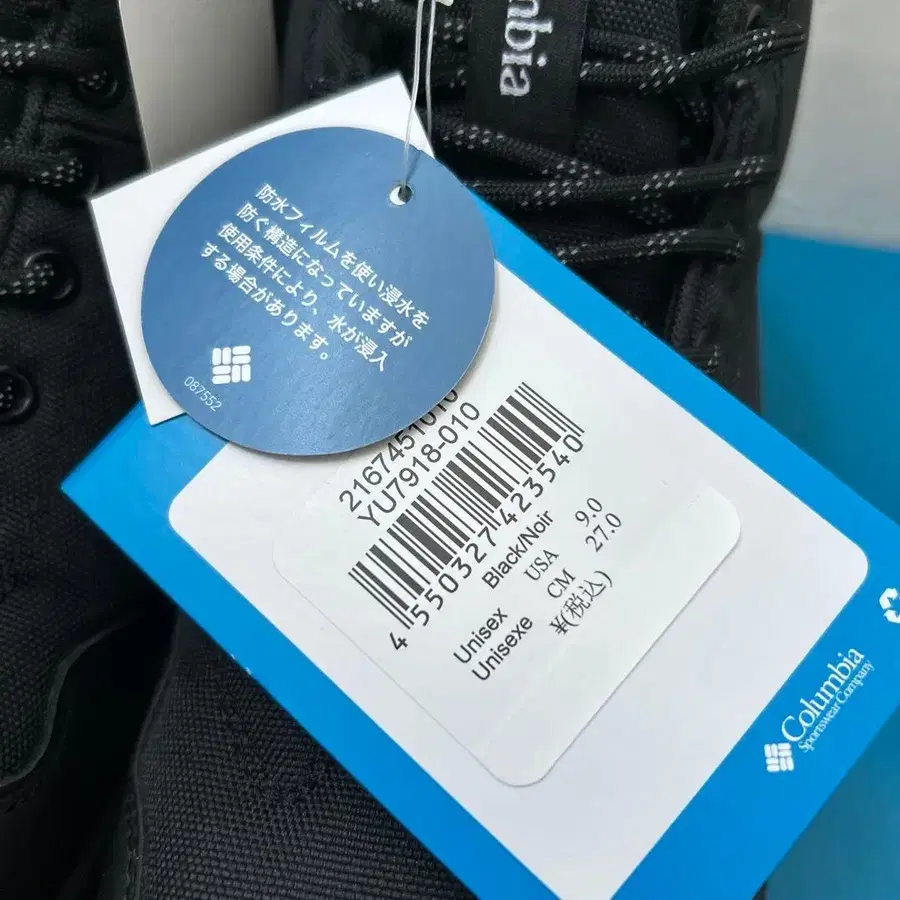 mbia
防水フィルムを使い浸水を
防ぐ構造になっていますが
使用条件により、水が浸入
する場合があります。
087552
2167451010
YU7918-010
4 550327 423540
Black/Noir
Unisex USA 9.0
Unisexe CM 27.0
¥(税込)
Columbia
Sportswear Company